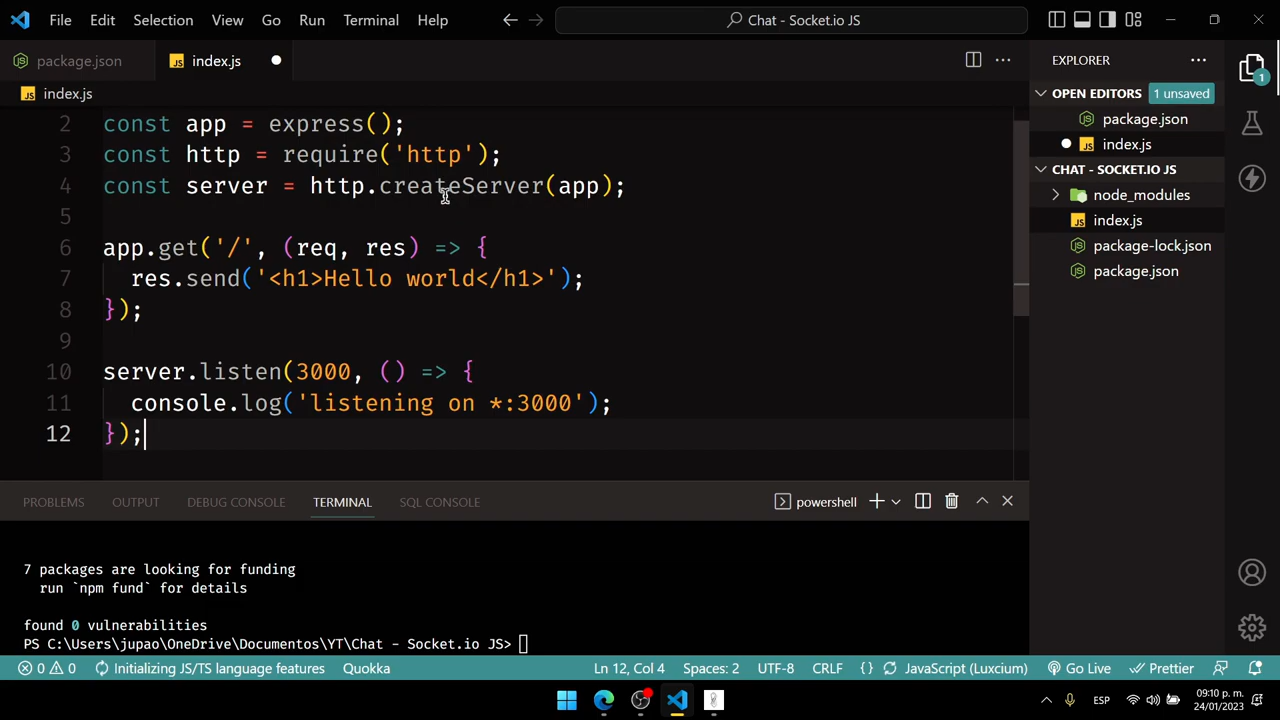 File Edit Selection View Go Run Terminal Help Chat - Socket.io JS
package.json index.js
index.js
2 const app = express();
3 const http = require('http');
4 const server = http.createServer(app);
5
6 app.get('/', (req, res) => {
7 res.send('<h1>Hello world</h1>');
8 });
9
10 server.listen(3000, () => {
11 console.log('listening on *:3000');
12 });
EXPLORER
OPEN EDITORS 1 unsaved
package.json
index.js
CHAT - SOCKET.IO JS
node_modules
index.js
package-lock.json
package.json
1
PROBLEMS OUTPUT DEBUG CONSOLE TERMINAL SQL CONSOLE powershell
7 packages are looking for funding
run `npm fund` for details
found 0 vulnerabilities
PS C:\Users\jupao\OneDrive\Documentos\YT\Chat - Socket.io JS>
0 0 Initializing JS/TS language features Quokka Ln 12, Col 4 Spaces: 2 UTF-8 CRLF {} JavaScript (Luxcium) Go Live Prettier
ESP 09:10 p. m.
24/01/2023